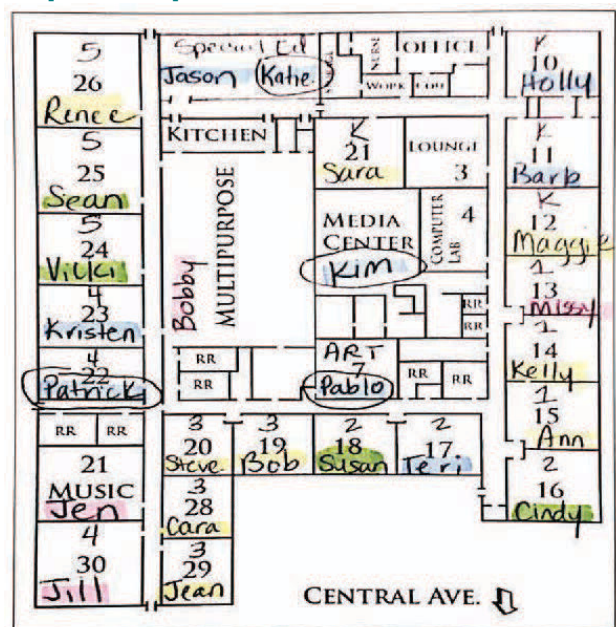 5
26
Renee
5
25
Sean
5
24
Vicki
4
23
Kristen
4
22
Patrick
RR RR
21
MUSIC
Jen
4
30
Jill
Special Ed
Jason Katie
STORAGE
NURSE
OFFICE
WORK
KITCHEN
MULTIPURPOSE
Bobby
RR
RR
K
21
Sara
LOUNGE
3
MEDIA
CENTER
Kim
4
COMPUTER
LAB
RR
RR
ART
7
Pablo
RR
RR
3
20
Steve
3
19
Bob
2
18
Susan
2
17
Teri
3
28
Cara
3
29
Jean
K
10
Holly
K
11
Barb
K
12
Maggie
1
13
Missy
1
14
Kelly
1
15
Ann
2
16
Cindy
CENTRAL AVE.